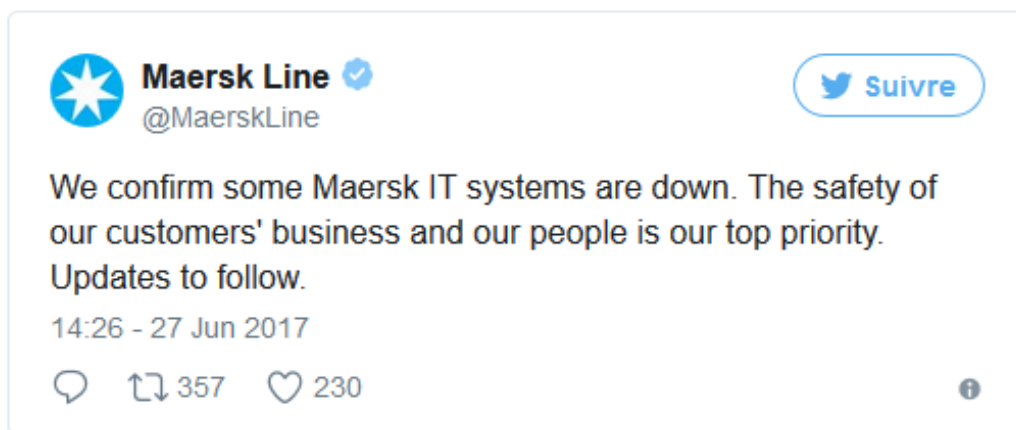 Maersk Line
Suivre
@MaerskLine
We confirm some Maersk IT systems are down. The safety of
our customers' business and our people is our top priority.
Updates to follow.
14:26 - 27 Jun 2017
357 230